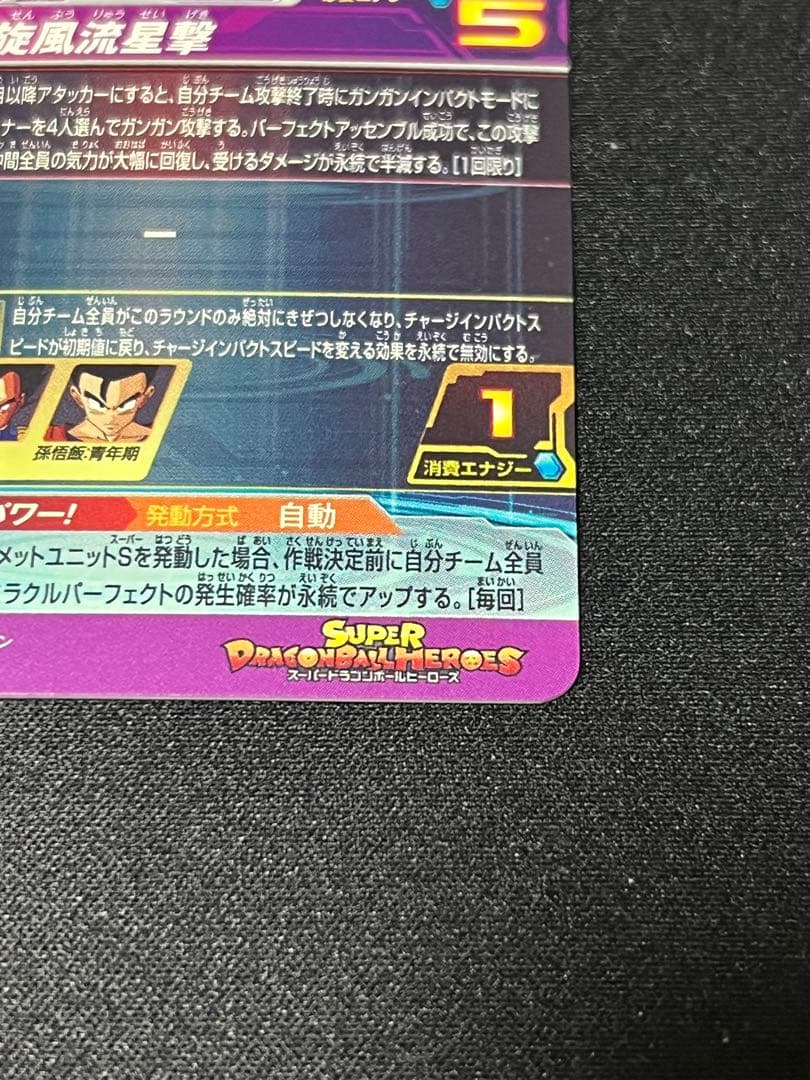 せんぷうりゅうせいげき
旋風流星撃
5
以降アタッカーにすると、自分チーム攻撃終了時にガンガンインパクトモードに
ナーを4人選んでガンガン攻撃する。パーフェクトアッセンブル成功で、この攻撃
間全員の気力が大幅に回復し、受けるダメージが永続で半減する。[1回限り]
自分チーム全員がこのラウンドのみ絶対にきぜつしなくなり、チャージインパクトス
ピードが初期値に戻り、チャージインパクトスピードを変える効果を永続で無効にする。
孫悟飯:青年期
1
消費エナジー
パワー!
発動方式 自動
メットユニットSを発動した場合、作戦決定前に自分チーム全員
ラクルパーフェクトの発生確率が永続でアップする。[毎回]
ン
SUPER
DRAGONBALL HEROES
スーパードラゴンボールヒーローズ